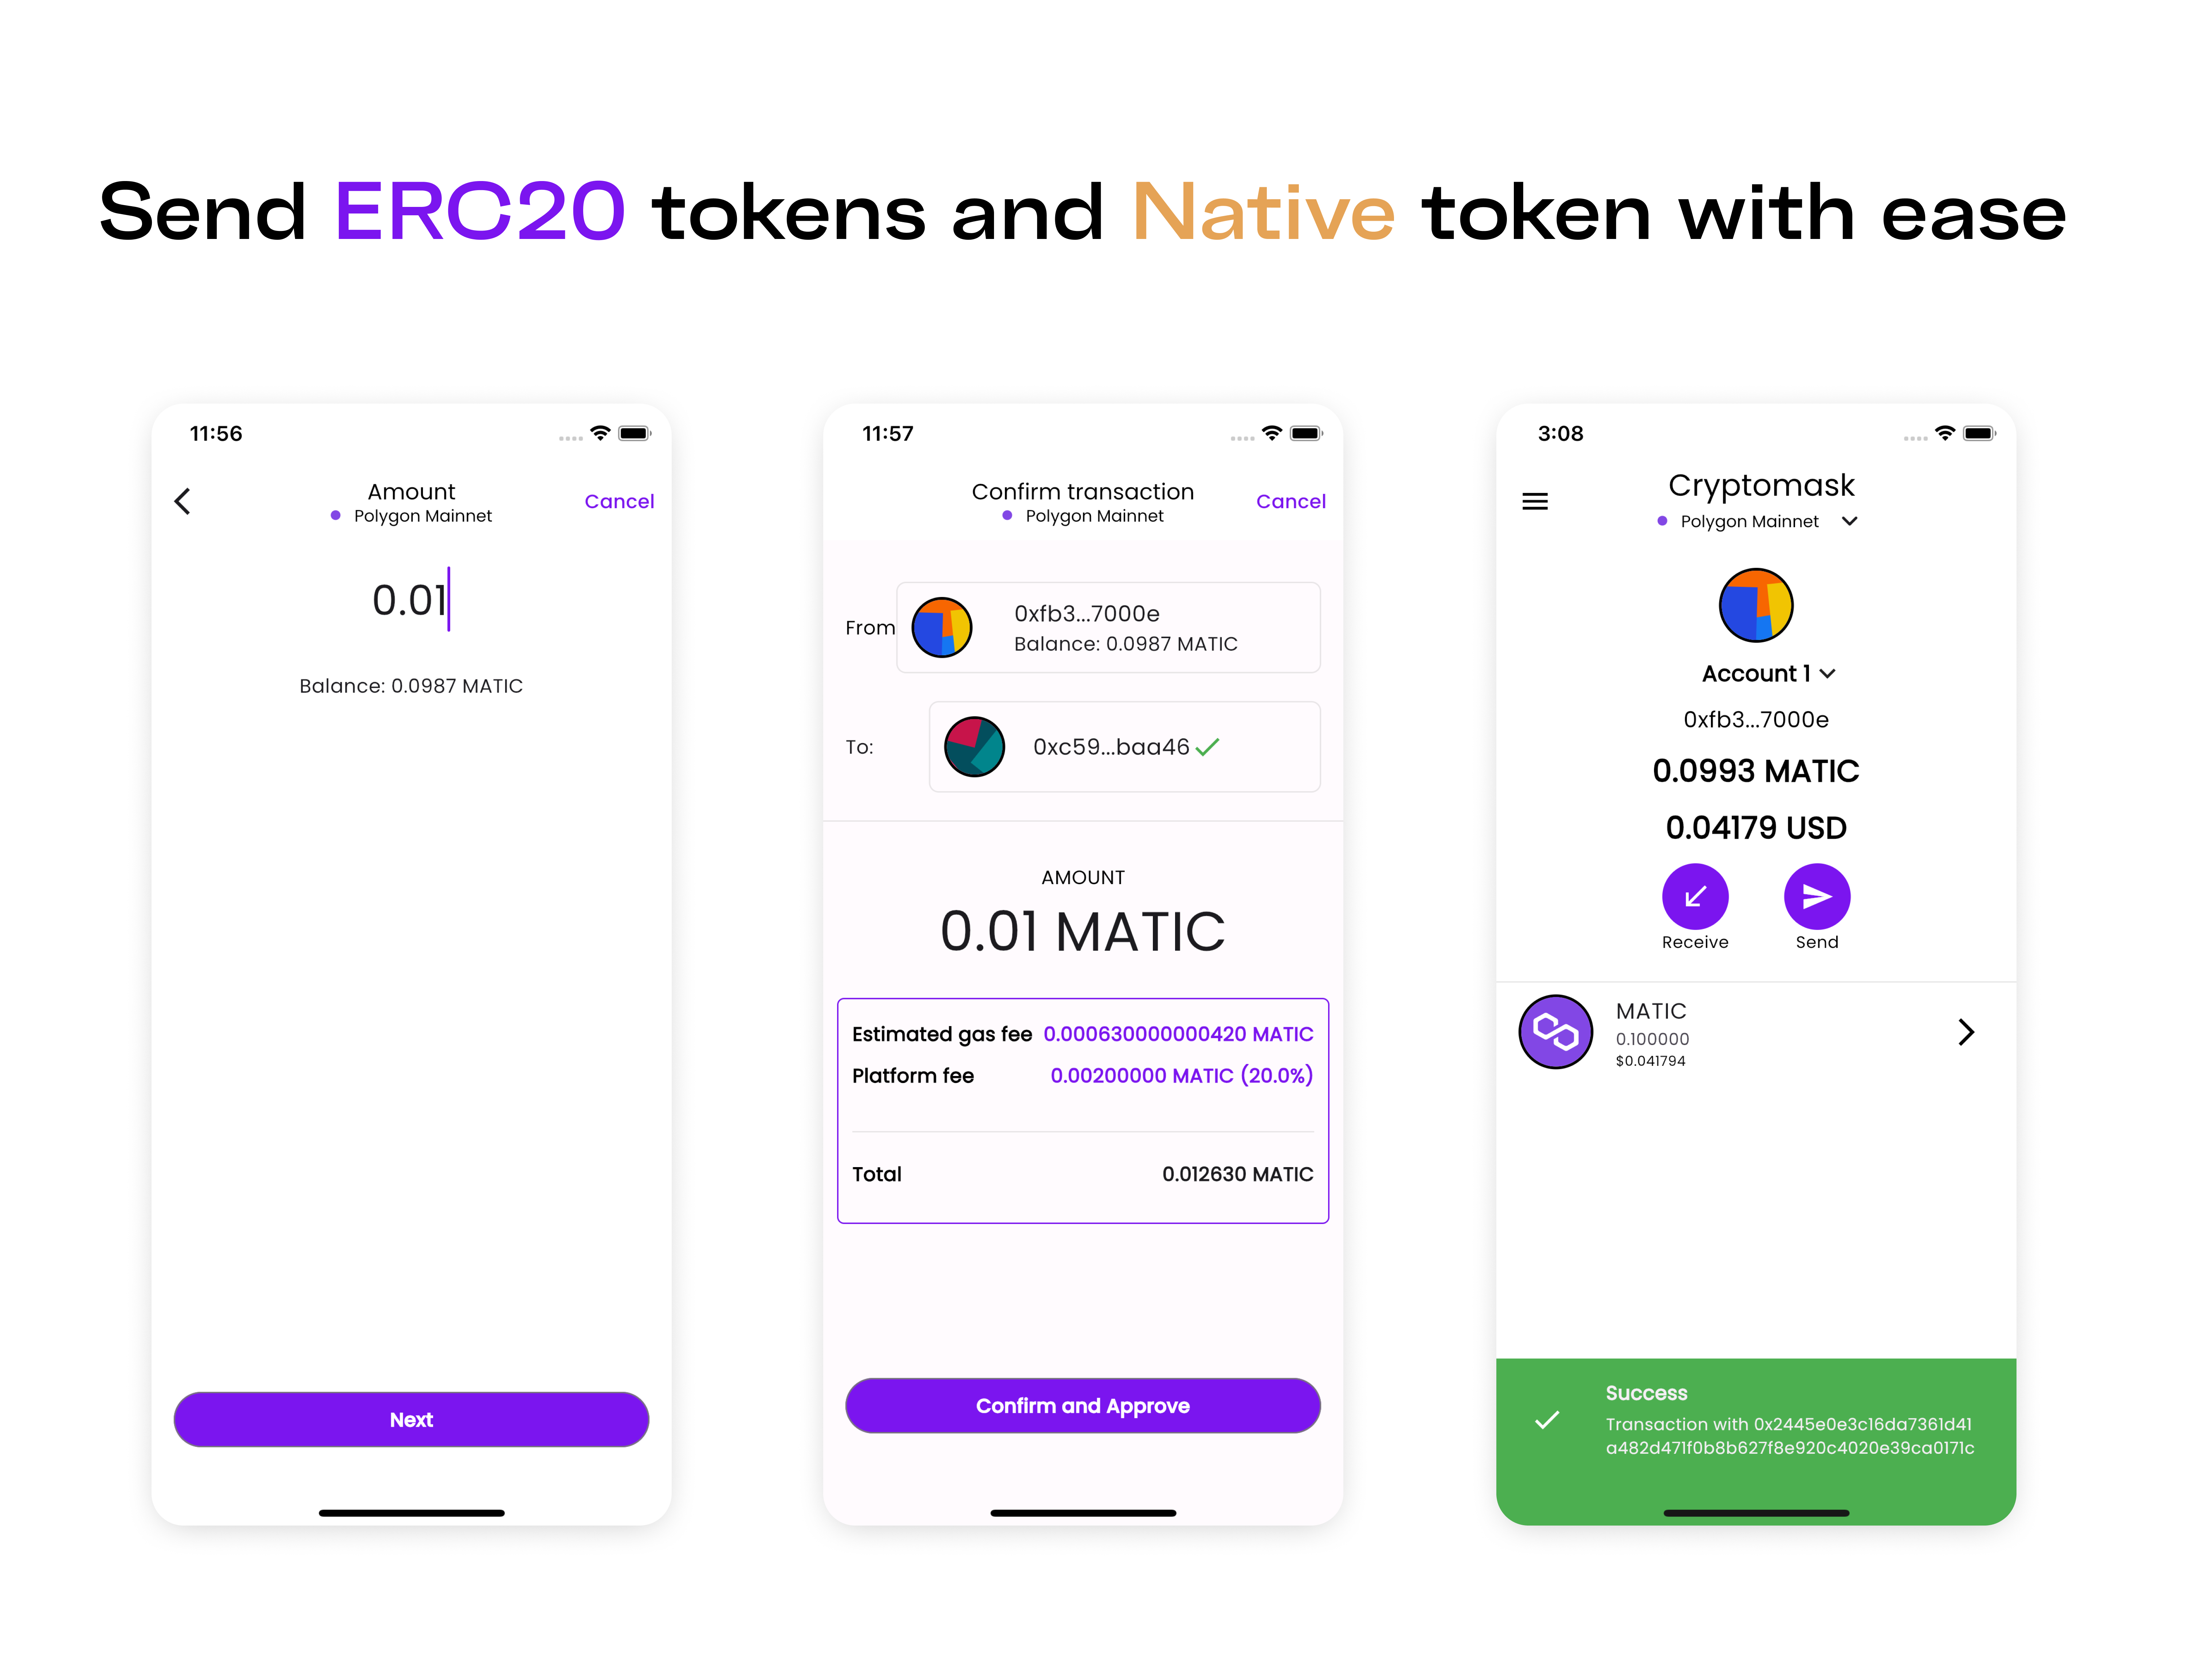 Send ERC20 tokens and Native token with ease
11:56
Amount
Polygon Mainnet
Cancel
0.01
Balance: 0.0987 MATIC
Next
11:57
Confirm transaction
Polygon Mainnet
Cancel
From
0xfb3...7000e
Balance: 0.0987 MATIC
To:
0xc59...baa46
AMOUNT
0.01 MATIC
Estimated gas fee 0.000630000000420 MATIC
Platform fee 0.00200000 MATIC (20.0%)
Total 0.012630 MATIC
Confirm and Approve
3:08
Cryptomask
Polygon Mainnet
Account 1
0xfb3...7000e
0.0993 MATIC
0.04179 USD
Receive Send
MATIC
0.100000
$0.041794
Success
Transaction with 0x2445e0e3c16da7361d41
a482d471f0b8b627f8e920c4020e39ca0171c